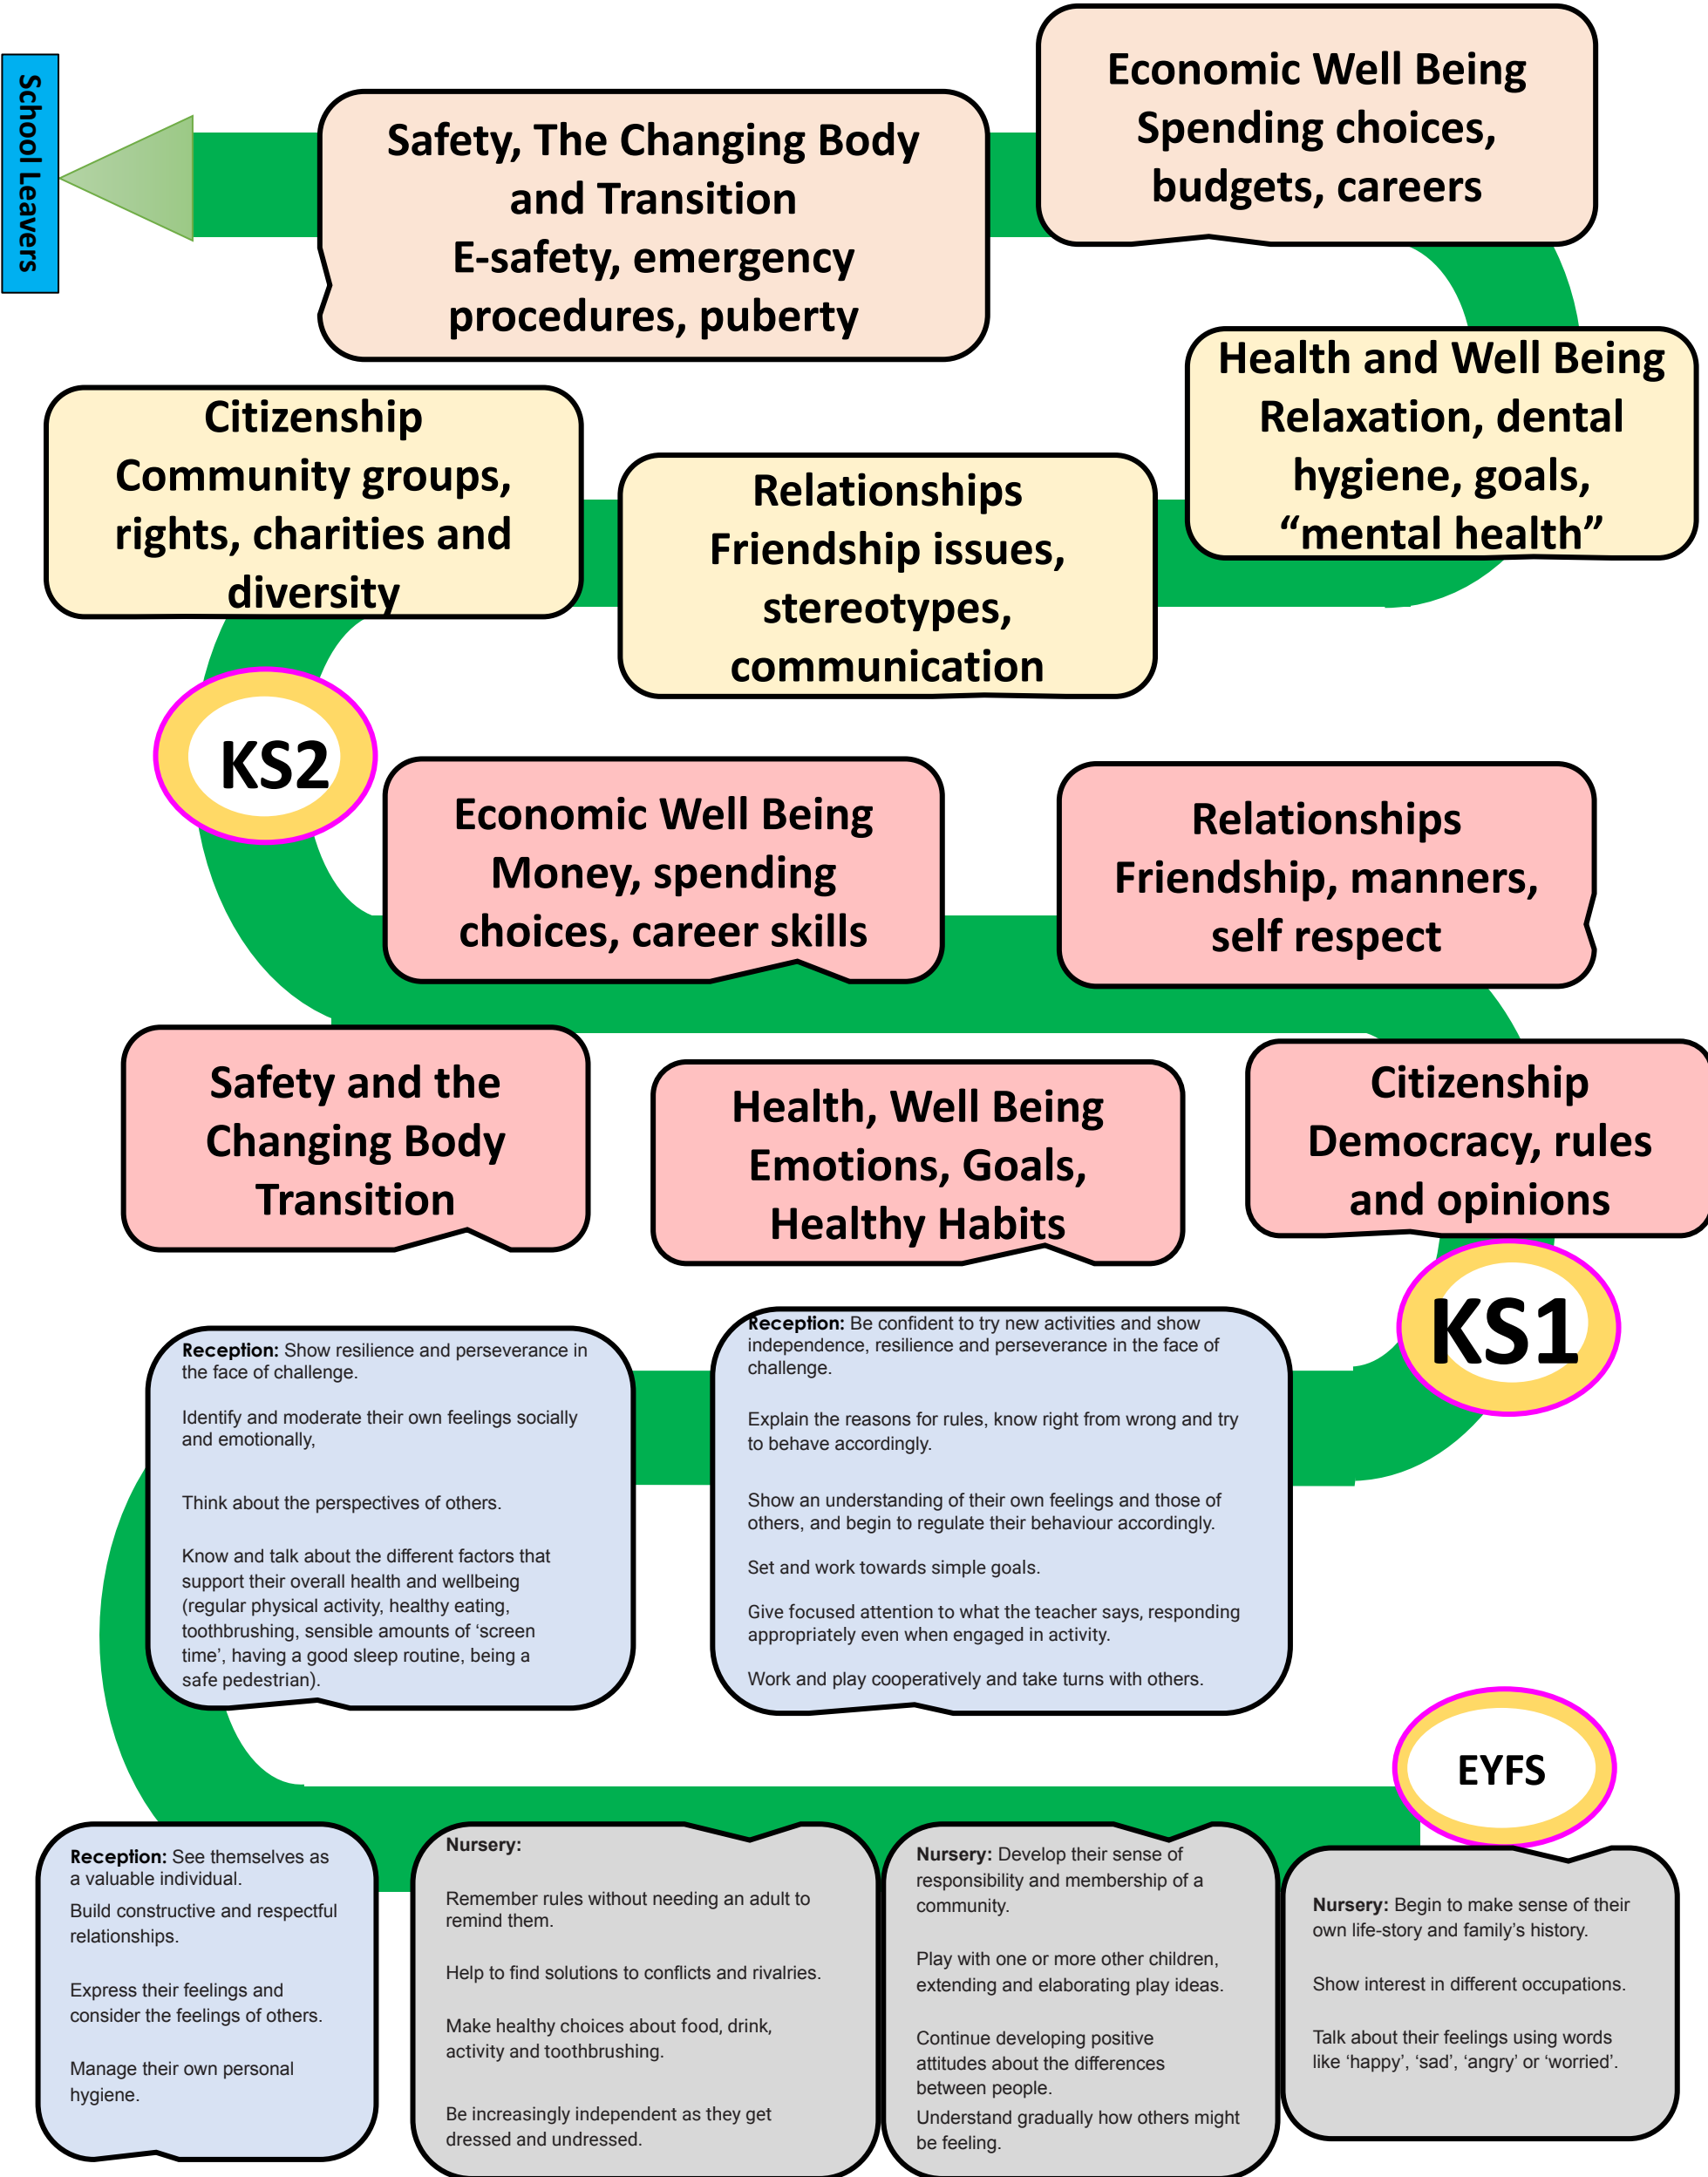 School Leavers
Economic Well Being
Spending choices,
budgets, careers
Safety, The Changing Body
and Transition
E-safety, emergency
procedures, puberty
Health and Well Being
Relaxation, dental
hygiene, goals,
“mental health”
Citizenship
Community groups,
rights, charities and
diversity
Relationships
Friendship issues,
stereotypes,
communication
KS2
Economic Well Being
Money, spending
choices, career skills
Relationships
Friendship, manners,
self respect
Safety and the
Changing Body
Transition
Health, Well Being
Emotions, Goals,
Healthy Habits
Citizenship
Democracy, rules
and opinions
KS1
Reception: Show resilience and perseverance in
the face of challenge.
Identify and moderate their own feelings socially
and emotionally,
Think about the perspectives of others.
Know and talk about the different factors that
support their overall health and wellbeing
(regular physical activity, healthy eating,
toothbrushing, sensible amounts of ‘screen
time’, having a good sleep routine, being a
safe pedestrian).
Reception: Be confident to try new activities and show
independence, resilience and perseverance in the face of
challenge.
Explain the reasons for rules, know right from wrong and try
to behave accordingly.
Show an understanding of their own feelings and those of
others, and begin to regulate their behaviour accordingly.
Set and work towards simple goals.
Give focused attention to what the teacher says, responding
appropriately even when engaged in activity.
Work and play cooperatively and take turns with others.
EYFS
Reception: See themselves as
a valuable individual.
Build constructive and respectful
relationships.
Express their feelings and
consider the feelings of others.
Manage their own personal
hygiene.
Nursery:
Remember rules without needing an adult to
remind them.
Help to find solutions to conflicts and rivalries.
Make healthy choices about food, drink,
activity and toothbrushing.
Be increasingly independent as they get
dressed and undressed.
Nursery: Develop their sense of
responsibility and membership of a
community.
Play with one or more other children,
extending and elaborating play ideas.
Continue developing positive
attitudes about the differences
between people.
Understand gradually how others might
be feeling.
Nursery: Begin to make sense of their
own life-story and family’s history.
Show interest in different occupations.
Talk about their feelings using words
like ‘happy’, ‘sad’, ‘angry’ or ‘worried’.